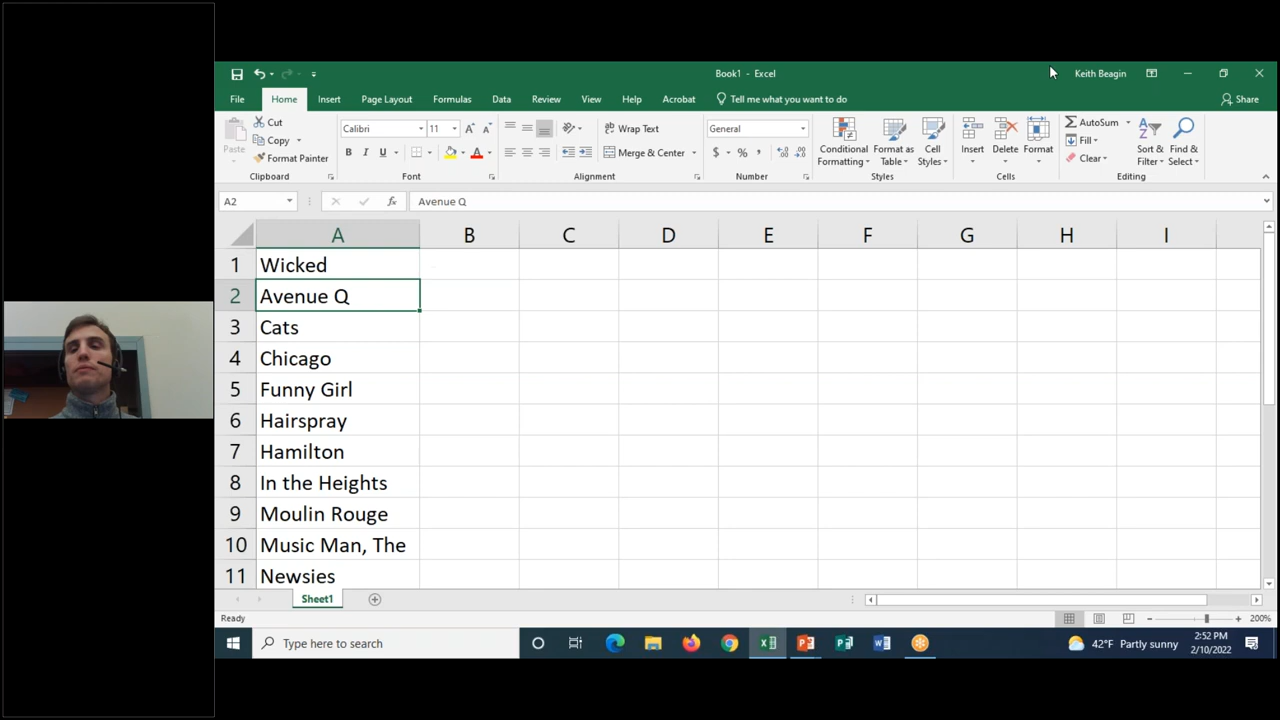 Book1 - Excel
Keith Beagin
File Home Insert Page Layout Formulas Data Review View Help Acrobat Tell me what you want to do Share
Paste
Cut
Copy
Format Painter
Clipboard
Calibri 11
B I U A
Font
Wrap Text
Merge & Center
Alignment
General
$ % ,
Number
Conditional Formatting
Format as Table
Cell Styles
Styles
Insert
Delete
Format
Cells
AutoSum
Fill
Clear
Sort & Filter
Find & Select
Editing
A2 fx Avenue Q
A B C D E F G H I
1 Wicked
2 Avenue Q
3 Cats
4 Chicago
5 Funny Girl
6 Hairspray
7 Hamilton
8 In the Heights
9 Moulin Rouge
10 Music Man, The
11 Newsies
Sheet1
Ready
200%
Type here to search
42°F Partly sunny
2:52 PM
2/10/2022